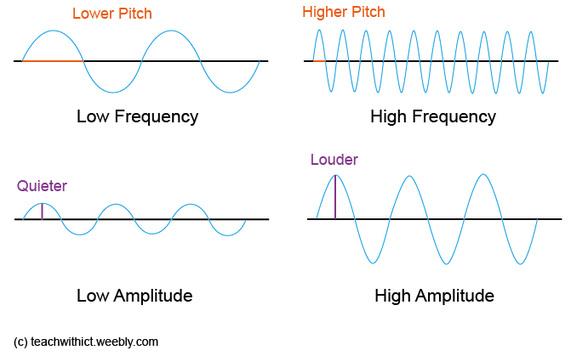 Lower Pitch
Higher Pitch
Low Frequency
High Frequency
Quieter
Louder
Low Amplitude
High Amplitude
(c) teachwithict.weebly.com